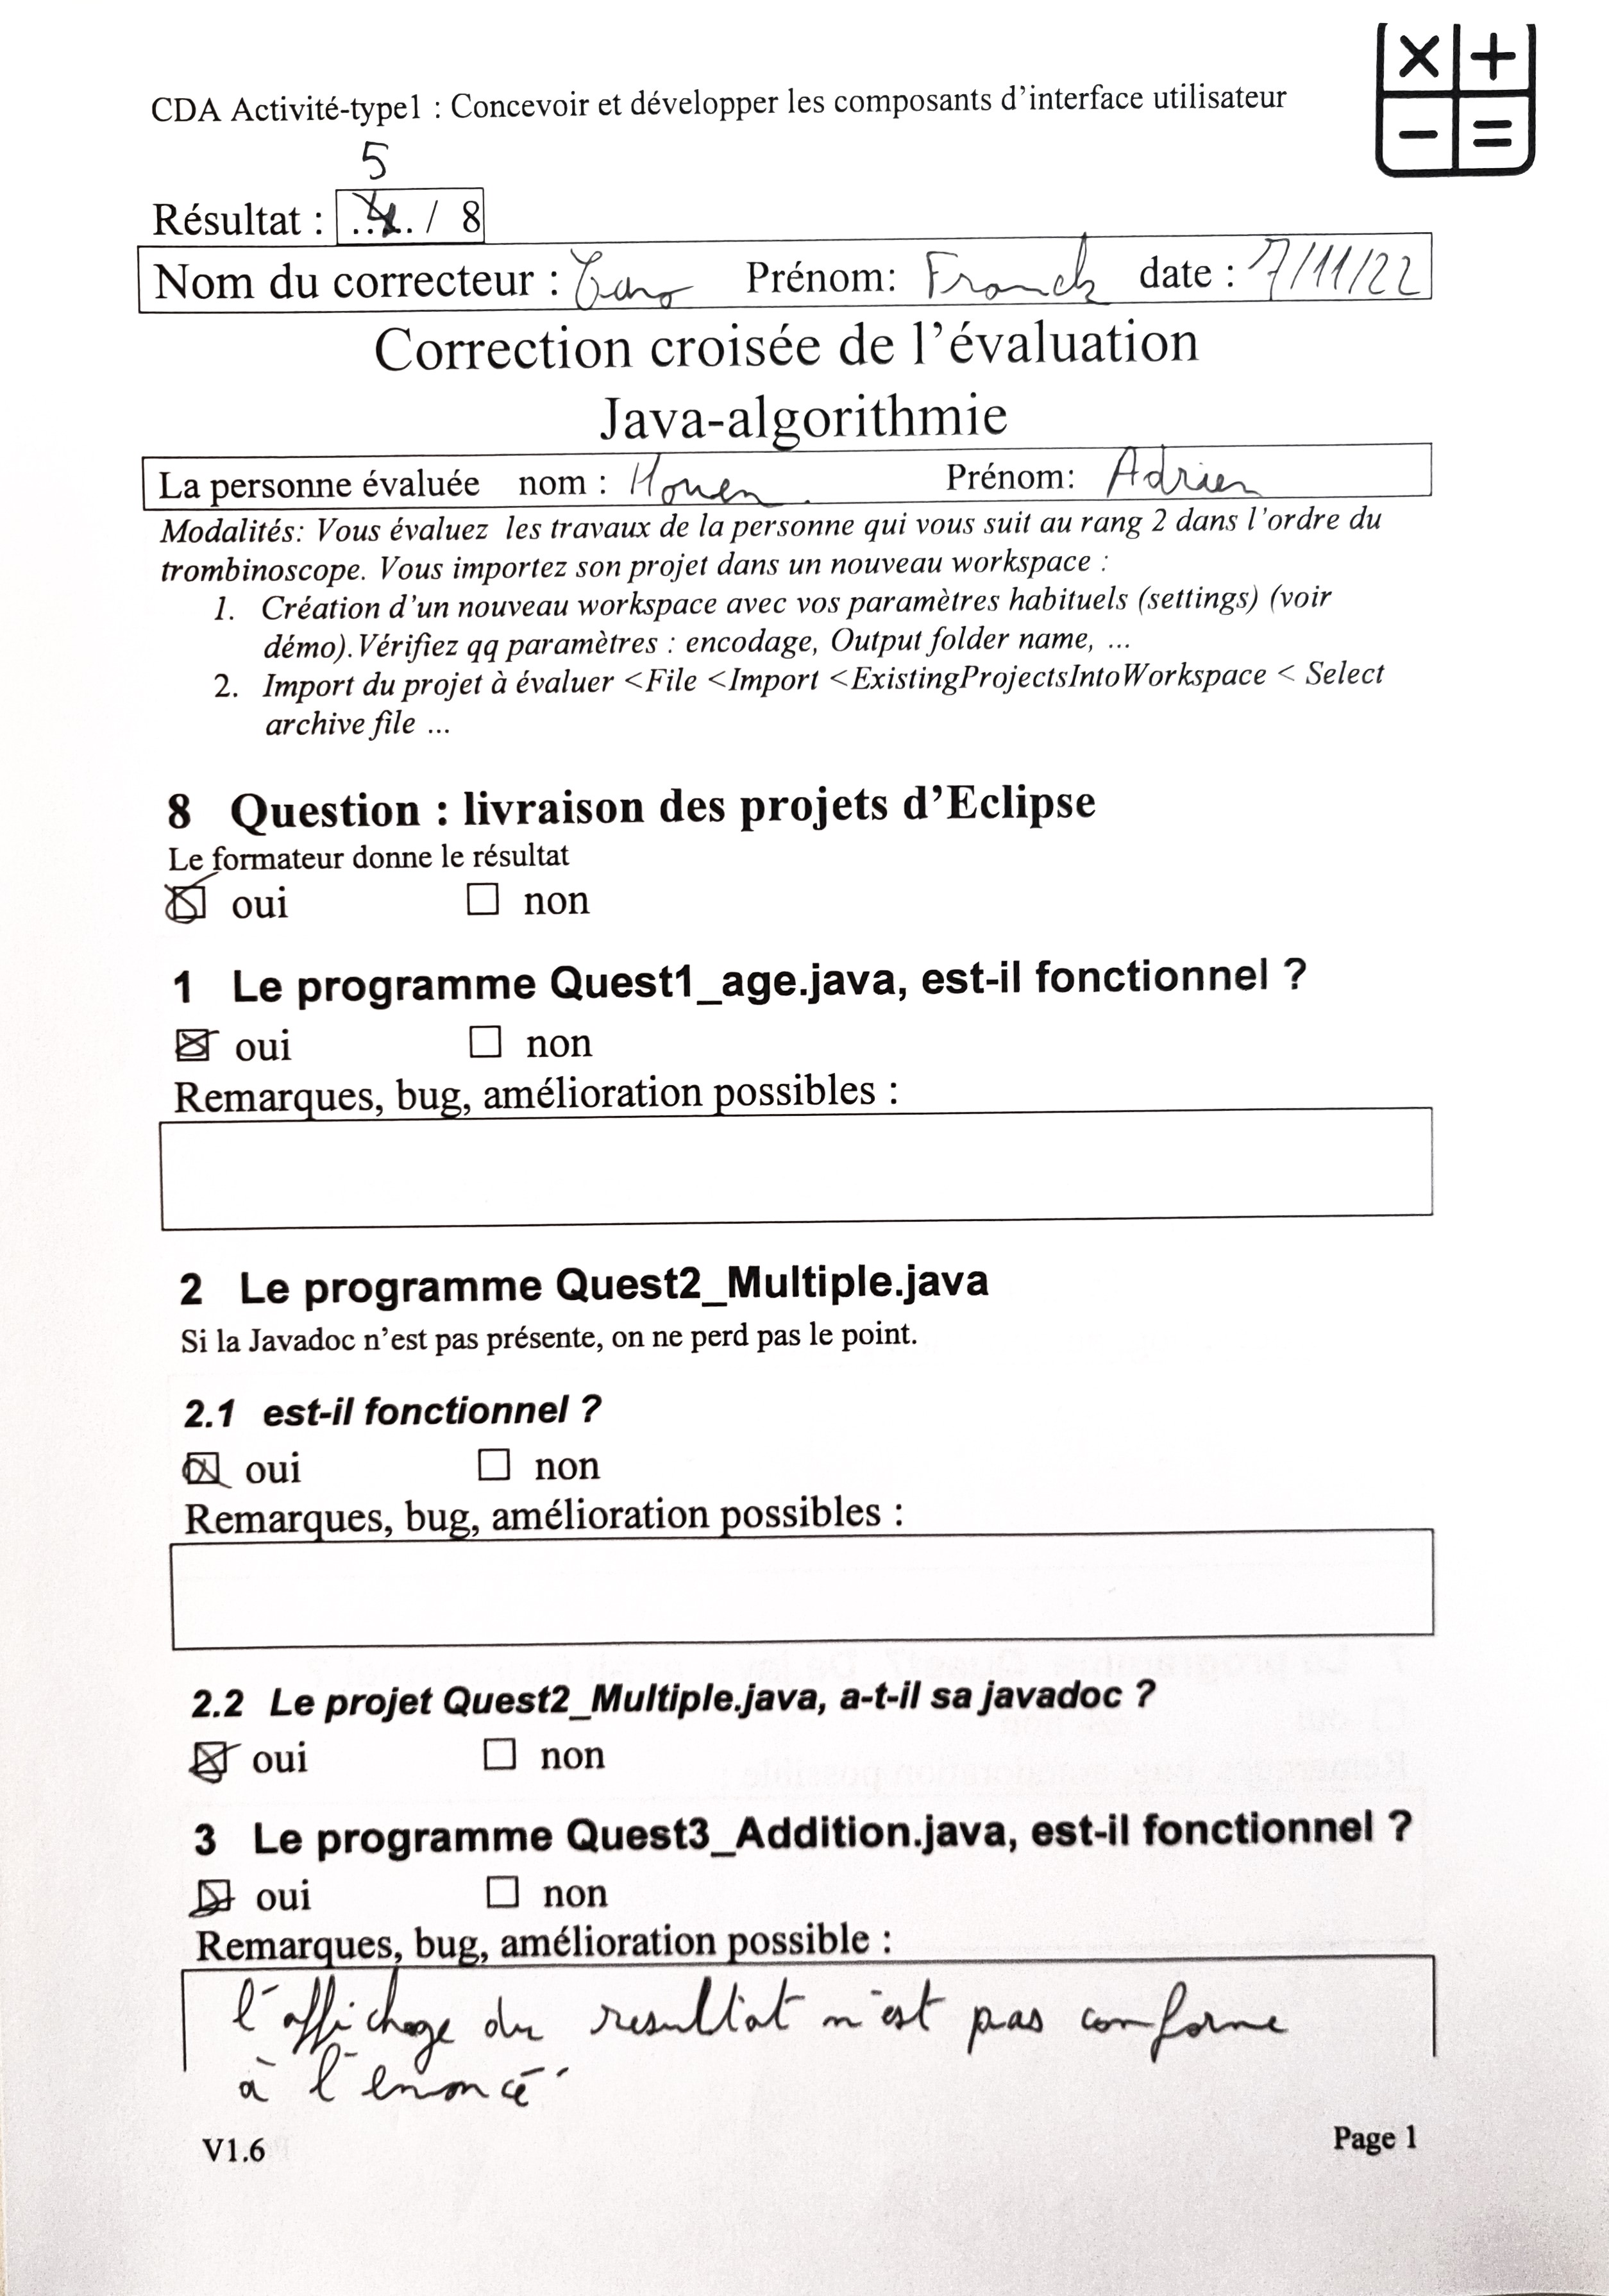 CDA Activité-type1 : Concevoir et développer les composants d'interface utilisateur
× +
− =
5
Résultat : ...... / 8
Nom du correcteur : Prénom: Franck date : 7/11/22
Correction croisée de l'évaluation
Java-algorithmie
La personne évaluée nom : Prénom: Adrien
Modalités: Vous évaluez les travaux de la personne qui vous suit au rang 2 dans l'ordre du
trombinoscope. Vous importez son projet dans un nouveau workspace :
1. Création d'un nouveau workspace avec vos paramètres habituels (settings) (voir
démo).Vérifiez qq paramètres : encodage, Output folder name, ...
2. Import du projet à évaluer <File <Import <ExistingProjectsIntoWorkspace < Select
archive file ...
8 Question : livraison des projets d'Eclipse
Le formateur donne le résultat
☒ oui ☐ non
1 Le programme Quest1_age.java, est-il fonctionnel ?
☒ oui ☐ non
Remarques, bug, amélioration possibles :
2 Le programme Quest2_Multiple.java
Si la Javadoc n'est pas présente, on ne perd pas le point.
2.1 est-il fonctionnel ?
☒ oui ☐ non
Remarques, bug, amélioration possibles :
2.2 Le projet Quest2_Multiple.java, a-t-il sa javadoc ?
☒ oui ☐ non
3 Le programme Quest3_Addition.java, est-il fonctionnel ?
☒ oui ☐ non
Remarques, bug, amélioration possible :
l'affichage du resultat n'est pas conforme
à l'enoncé
V1.6 Page 1